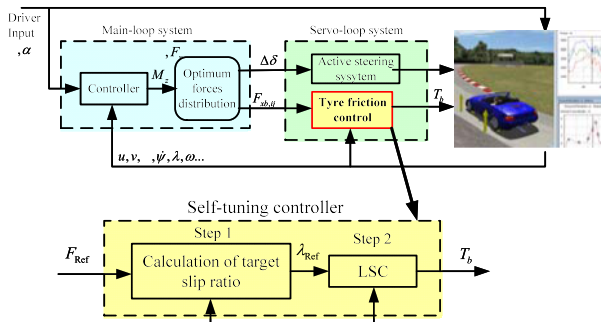 Driver
Input
,α
Main-loop system
Servo-loop system
Controller
M_z
,F
Optimum
forces
distribution
Δδ
F_xb,ij
Active steering
sysytem
Tyre friction
control
T_b
u,v, ,ψ̇,λ,ω...
Self-tuning controller
Step 1
Step 2
F_Ref
Calculation of target
slip ratio
λ_Ref
LSC
T_b